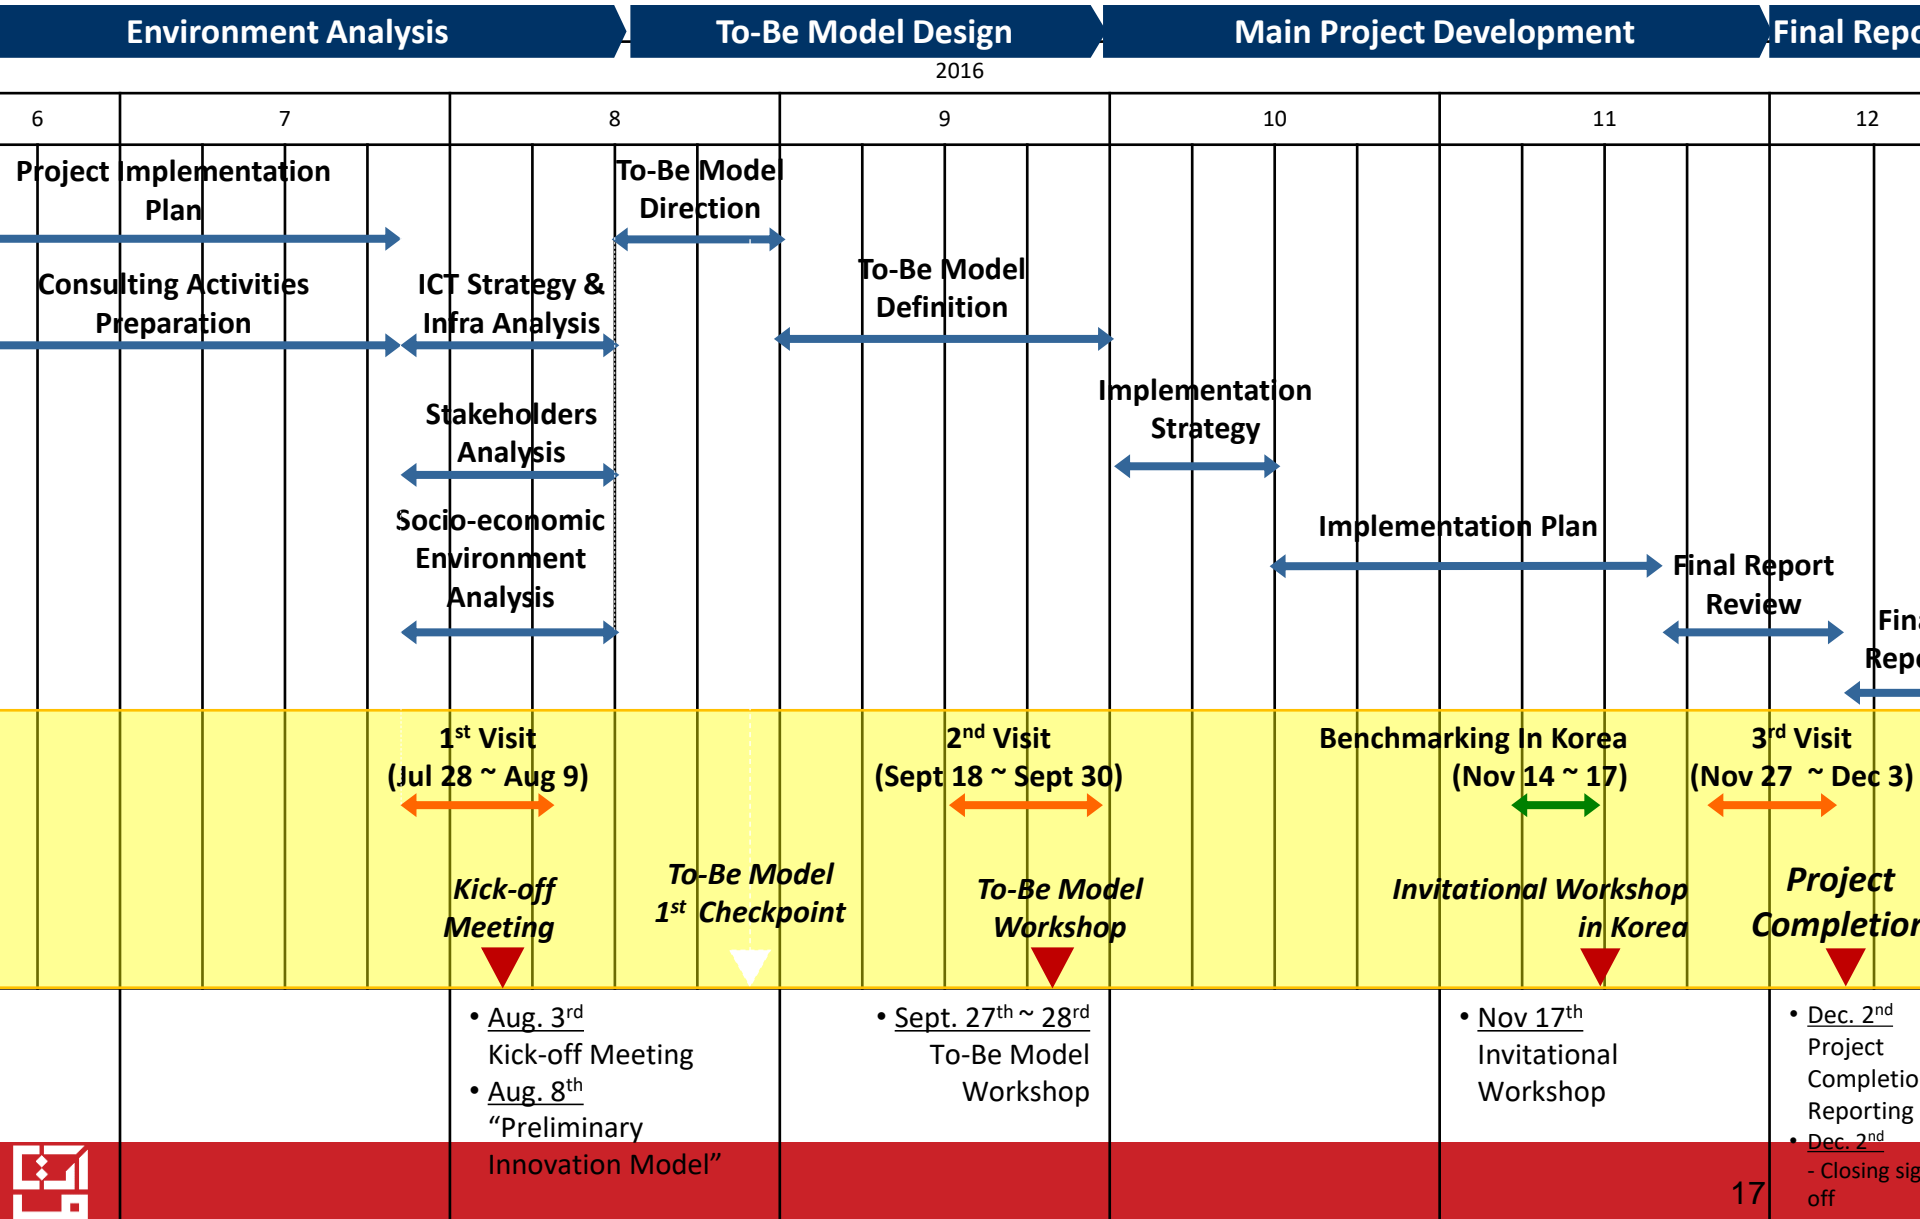 Environment Analysis
To-Be Model Design
Main Project Development
Final Repo
2016
6
7
8
9
10
11
12
Project Implementation
Plan
To-Be Model
Direction
Consulting Activities
Preparation
ICT Strategy &
Infra Analysis
To-Be Model
Definition
Stakeholders
Analysis
Implementation
Strategy
Socio-economic
Environment
Analysis
Implementation Plan
Final Report
Review
Fina
Repo
1st Visit
(Jul 28 ~ Aug 9)
2nd Visit
(Sept 18 ~ Sept 30)
Benchmarking In Korea
(Nov 14 ~ 17)
3rd Visit
(Nov 27 ~ Dec 3)
Kick-off
Meeting
To-Be Model
1st Checkpoint
To-Be Model
Workshop
Invitational Workshop
in Korea
Project
Completion
• Aug. 3rd
Kick-off Meeting
• Aug. 8th
“Preliminary
Innovation Model”
• Sept. 27th ~ 28rd
To-Be Model
Workshop
• Nov 17th
Invitational
Workshop
• Dec. 2nd
Project
Completio
Reporting
• Dec. 2nd
- Closing sig
off
17